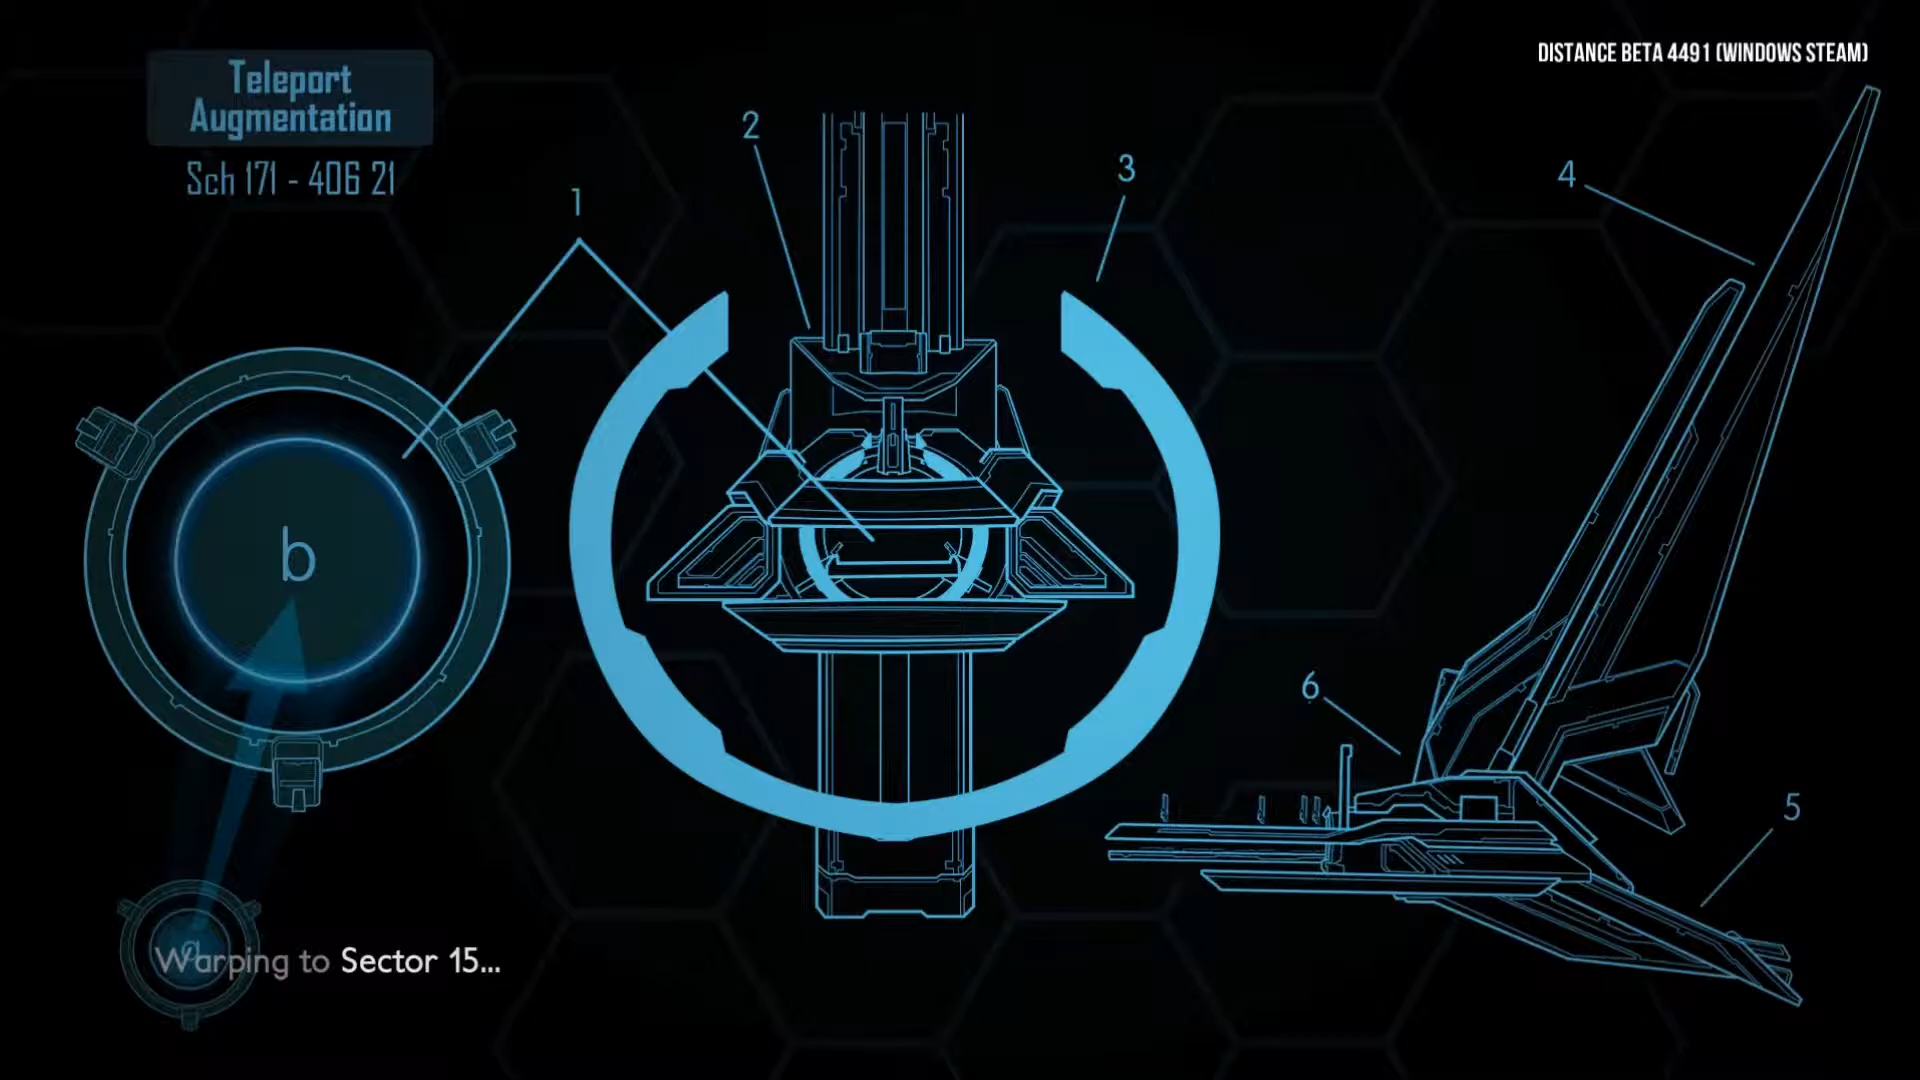 Teleport
Augmentation
Sch 171 - 406 21
DISTANCE BETA 4491 (WINDOWS STEAM)
1
2
3
4
b
6
5
a
Warping to Sector 15...